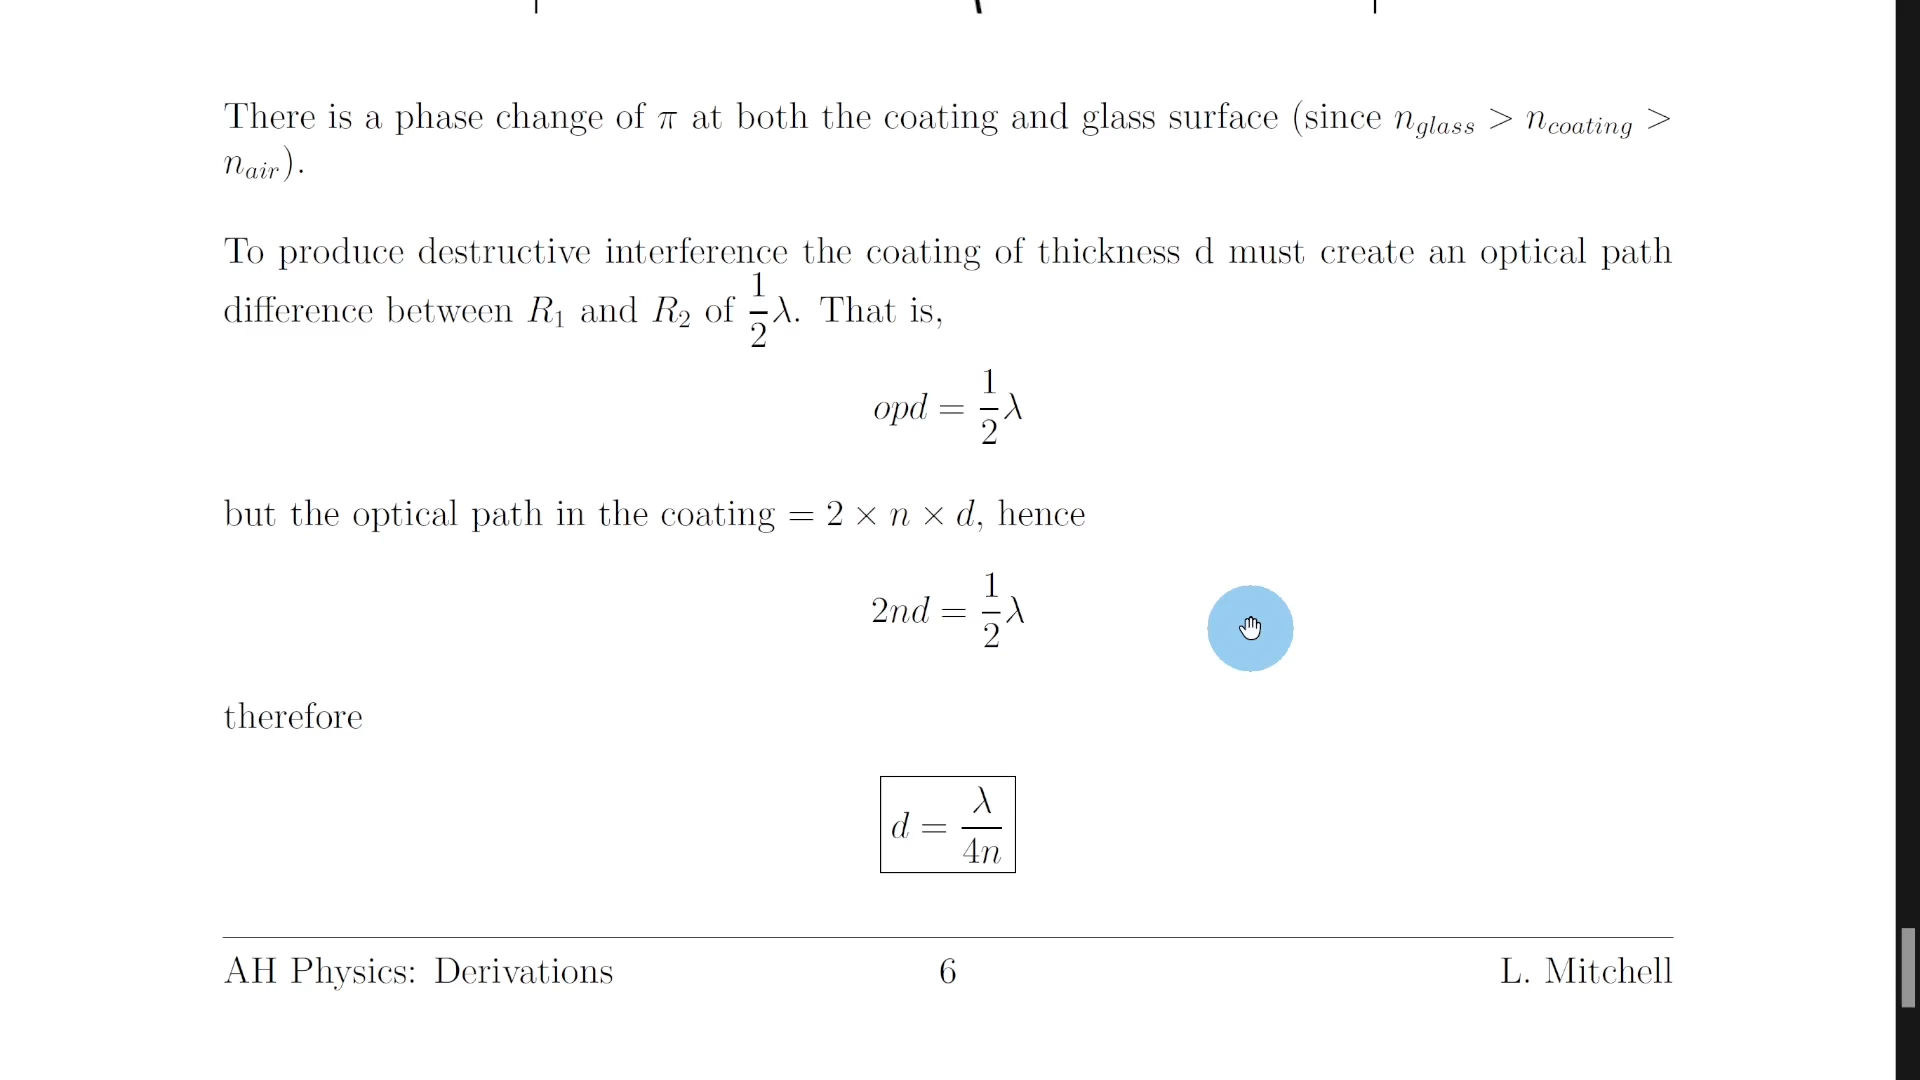 There is a phase change of π at both the coating and glass surface (since n_glass > n_coating >
n_air).
To produce destructive interference the coating of thickness d must create an optical path
difference between R₁ and R₂ of 1/2 λ. That is,
opd = 1/2 λ
but the optical path in the coating = 2 × n × d, hence
2nd = 1/2 λ
therefore
d = λ/4n
AH Physics: Derivations 6 L. Mitchell